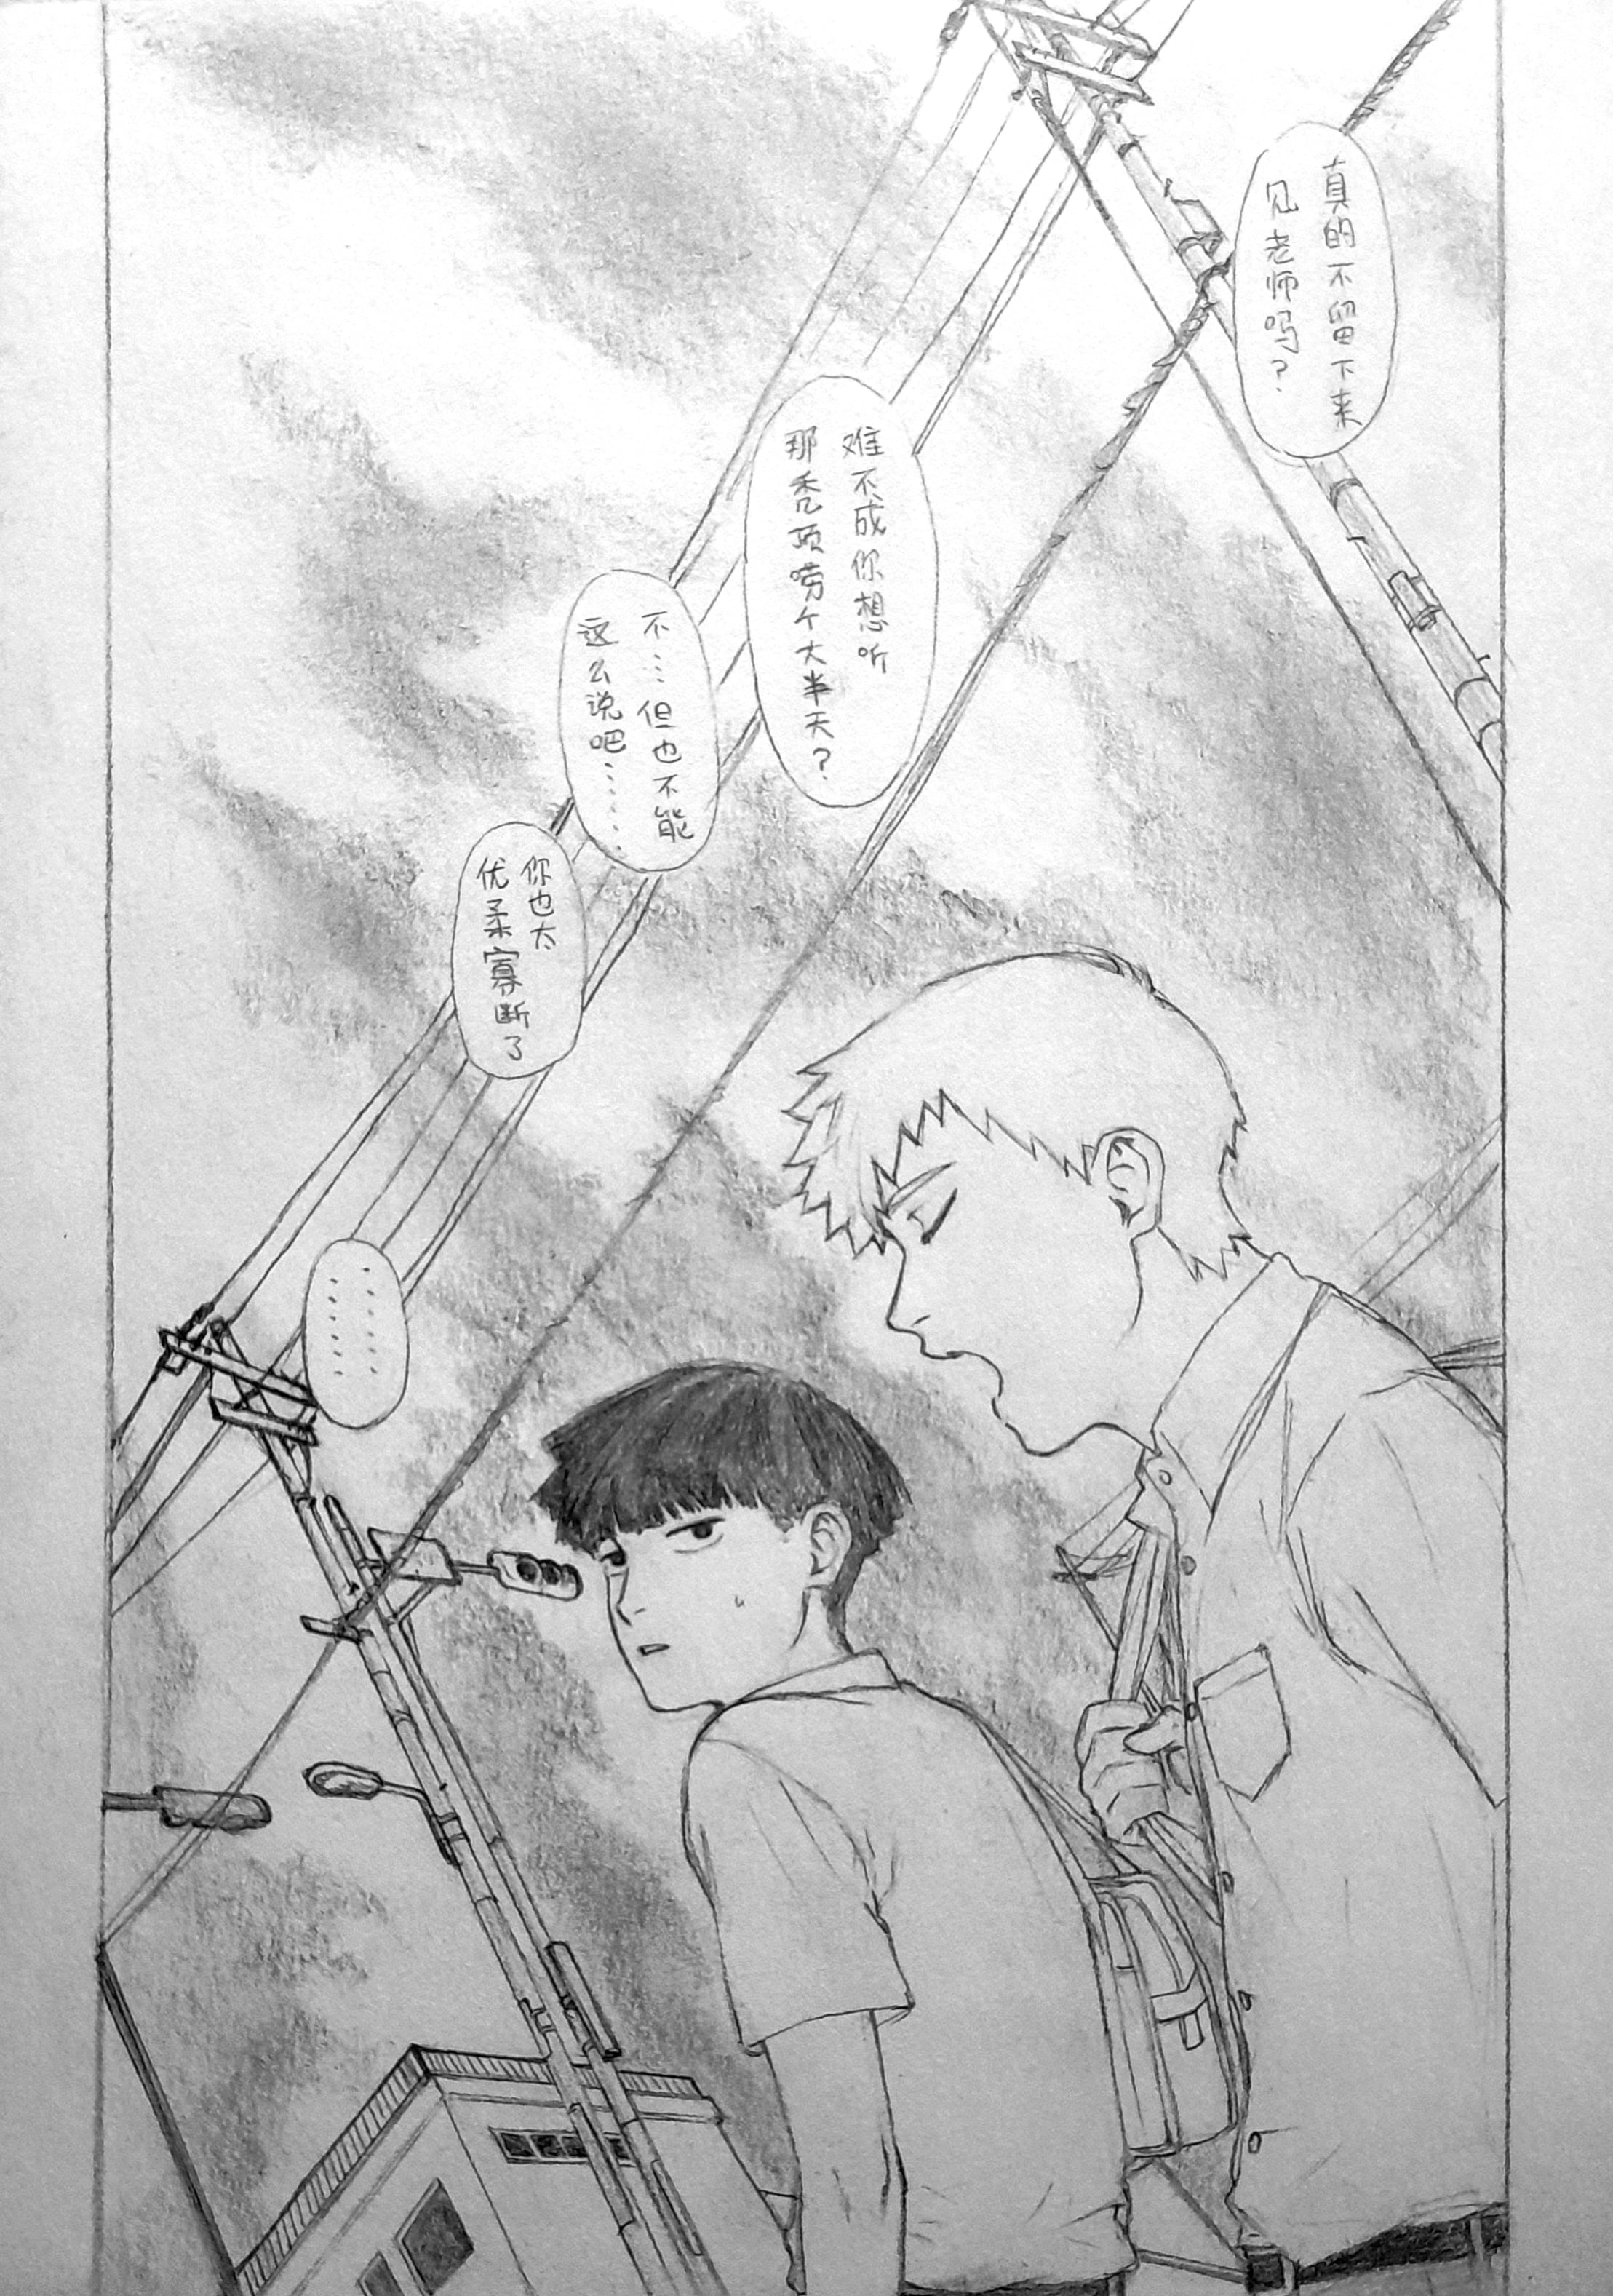 真的不留下来
见老师吗?
难不成你想听
那秃顶唠个大半天?
不……但也不能
这么说吧………
你也太
优柔寡断了
…………